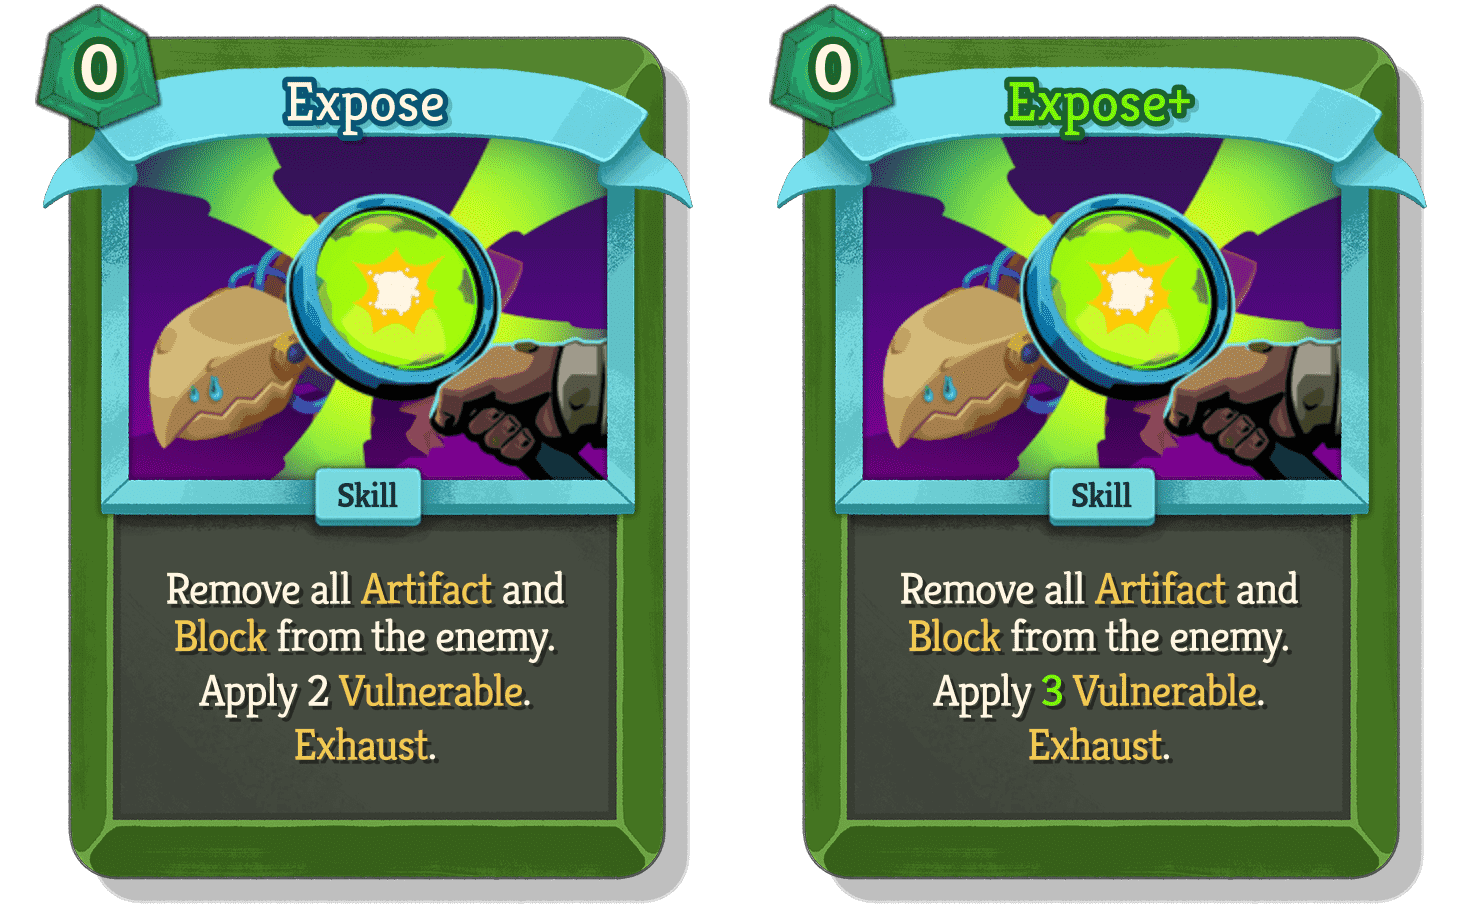 0
Expose
Skill
Remove all Artifact and
Block from the enemy.
Apply 2 Vulnerable.
Exhaust.
0
Expose+
Skill
Remove all Artifact and
Block from the enemy.
Apply 3 Vulnerable.
Exhaust.